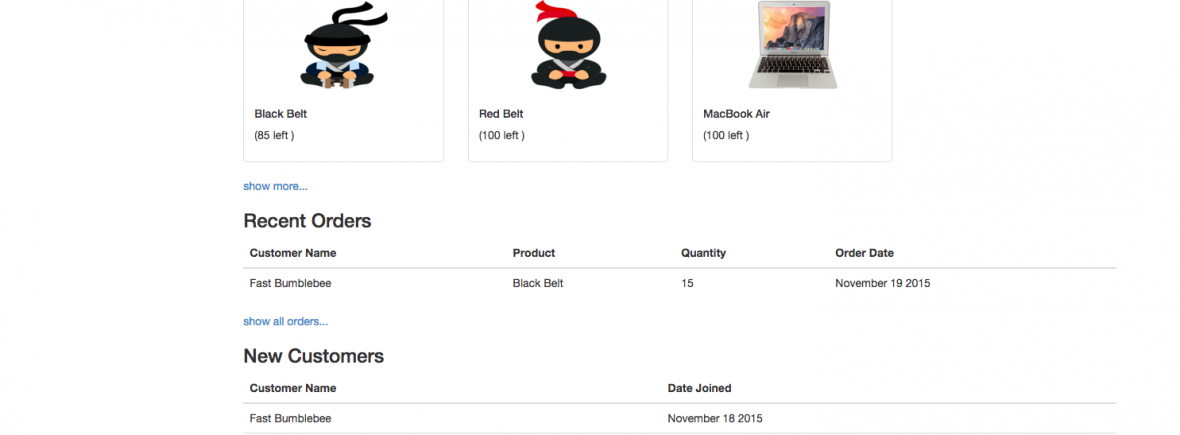 Black Belt Red Belt MacBook Air
(85 left ) (100 left ) (100 left )
show more...
Recent Orders
Customer Name Product Quantity Order Date
Fast Bumblebee Black Belt 15 November 19 2015
show all orders...
New Customers
Customer Name Date Joined
Fast Bumblebee November 18 2015